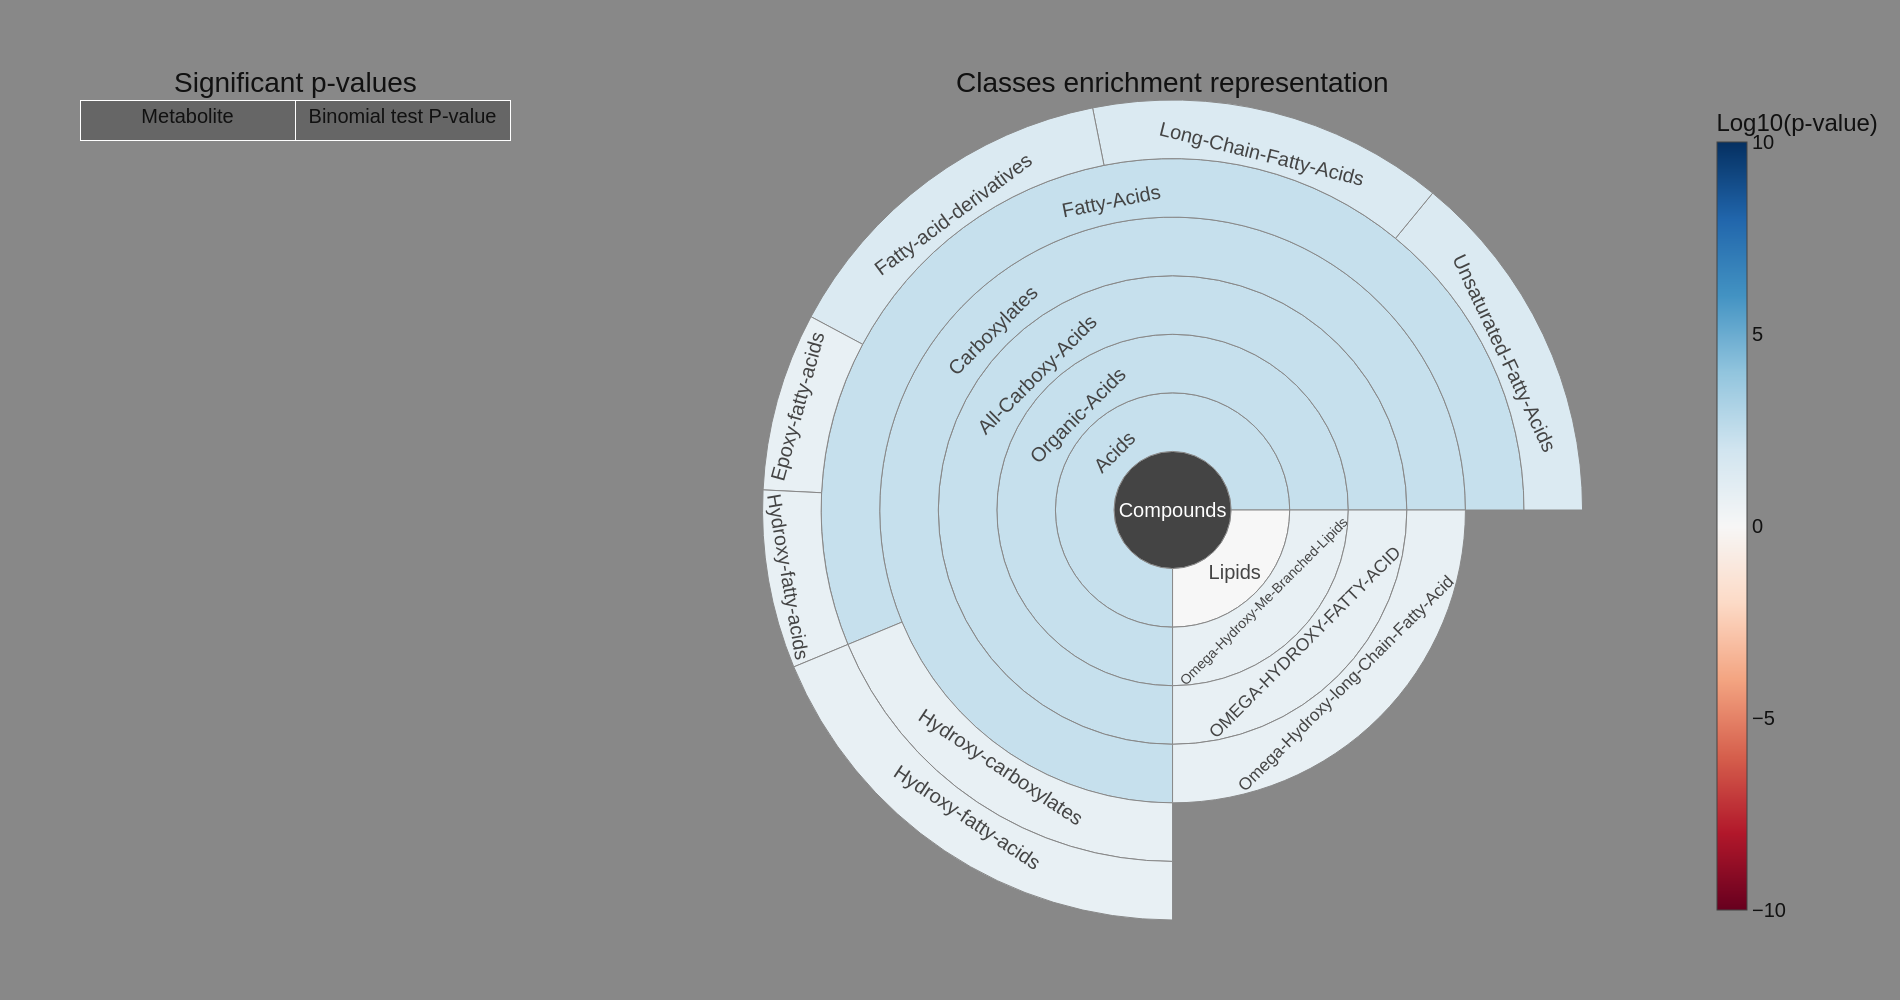 Significant p-values
Metabolite
Binomial test P-value
Classes enrichment representation
Long-Chain-Fatty-Acids
Fatty-acid-derivatives
Fatty-Acids
Unsaturated-Fatty-Acids
Carboxylates
All-Carboxy-Acids
Organic-Acids
Acids
Epoxy-fatty-acids
Compounds
Hydroxy-fatty-acids
Lipids
Omega-Hydroxy-Me-Branched-Lipids
OMEGA-HYDROXY-FATTY-ACID
Omega-Hydroxy-long-Chain-Fatty-Acid
Hydroxy-carboxylates
Hydroxy-fatty-acids
Log10(p-value)
10
5
0
−5
−10